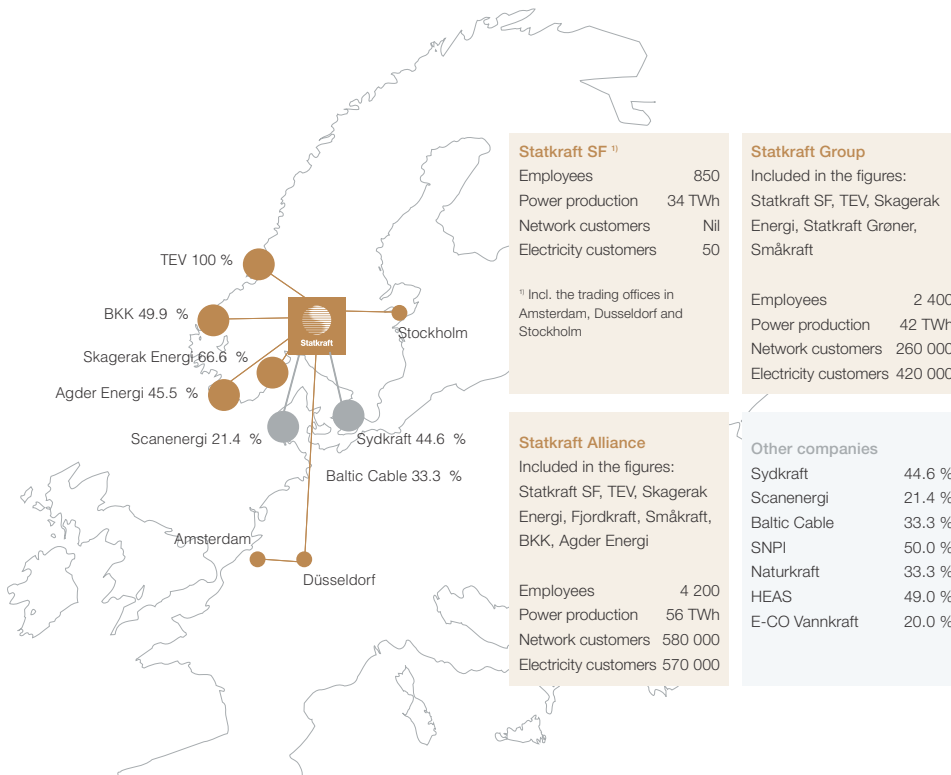 TEV 100 %
BKK 49.9 %
Skagerak Energi 66.6 %
Agder Energi 45.5 %
Scanenergi 21.4 %
Statkraft
Stockholm
Sydkraft 44.6 %
Baltic Cable 33.3 %
Amsterdam
Düsseldorf
Statkraft SF 1)
Employees 850
Power production 34 TWh
Network customers Nil
Electricity customers 50
1) Incl. the trading offices in
Amsterdam, Dusseldorf and
Stockholm
Statkraft Group
Included in the figures:
Statkraft SF, TEV, Skagerak
Energi, Statkraft Grøner,
Småkraft
Employees 2 400
Power production 42 TWh
Network customers 260 000
Electricity customers 420 000
Statkraft Alliance
Included in the figures:
Statkraft SF, TEV, Skagerak
Energi, Fjordkraft, Småkraft,
BKK, Agder Energi
Employees 4 200
Power production 56 TWh
Network customers 580 000
Electricity customers 570 000
Other companies
Sydkraft 44.6 %
Scanenergi 21.4 %
Baltic Cable 33.3 %
SNPI 50.0 %
Naturkraft 33.3 %
HEAS 49.0 %
E-CO Vannkraft 20.0 %